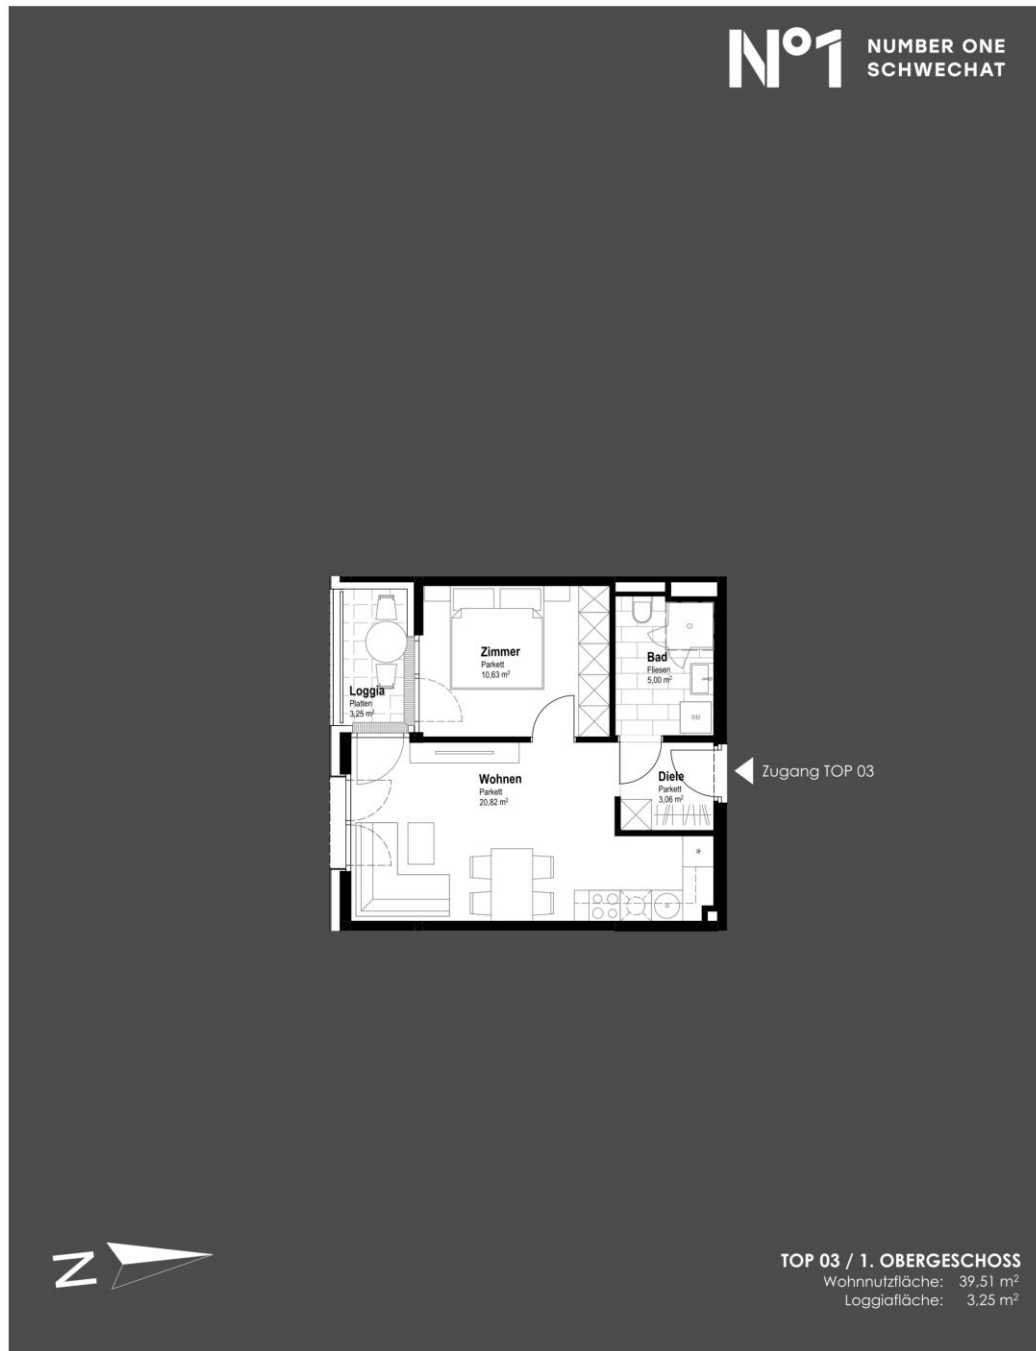 Nº1 NUMBER ONE
SCHWECHAT
Zimmer
Parkett
10,63 m²
Bad
Fliesen
5,00 m²
WM
Loggia
Platten
3,25 m²
Wohnen
Parkett
20,82 m²
Diele
Parkett
3,06 m²
Zugang TOP 03
*
N
TOP 03 / 1. OBERGESCHOSS
Wohnnutzfläche: 39,51 m²
Loggiafläche: 3,25 m²